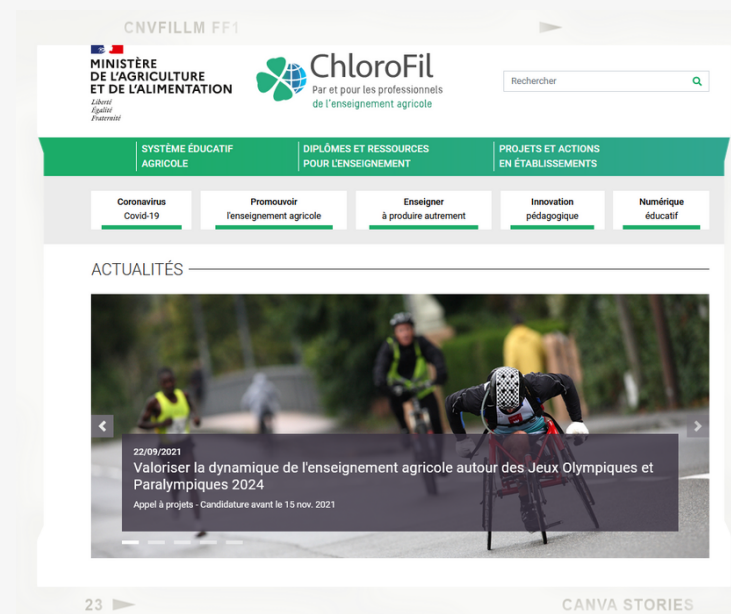 CNVFILLM FF1
MINISTÈRE
DE L'AGRICULTURE
ET DE L'ALIMENTATION
Liberté
Égalité
Fraternité
ChloroFil
Par et pour les professionnels
de l'enseignement agricole
Rechercher
SYSTÈME ÉDUCATIF
AGRICOLE
DIPLÔMES ET RESSOURCES
POUR L'ENSEIGNEMENT
PROJETS ET ACTIONS
EN ÉTABLISSEMENTS
Coronavirus
Covid-19
Promouvoir
l'enseignement agricole
Enseigner
à produire autrement
Innovation
pédagogique
Numérique
éducatif
ACTUALITÉS
22/09/2021
Valoriser la dynamique de l'enseignement agricole autour des Jeux Olympiques et
Paralympiques 2024
Appel à projets - Candidature avant le 15 nov. 2021
23
CANVA STORIES